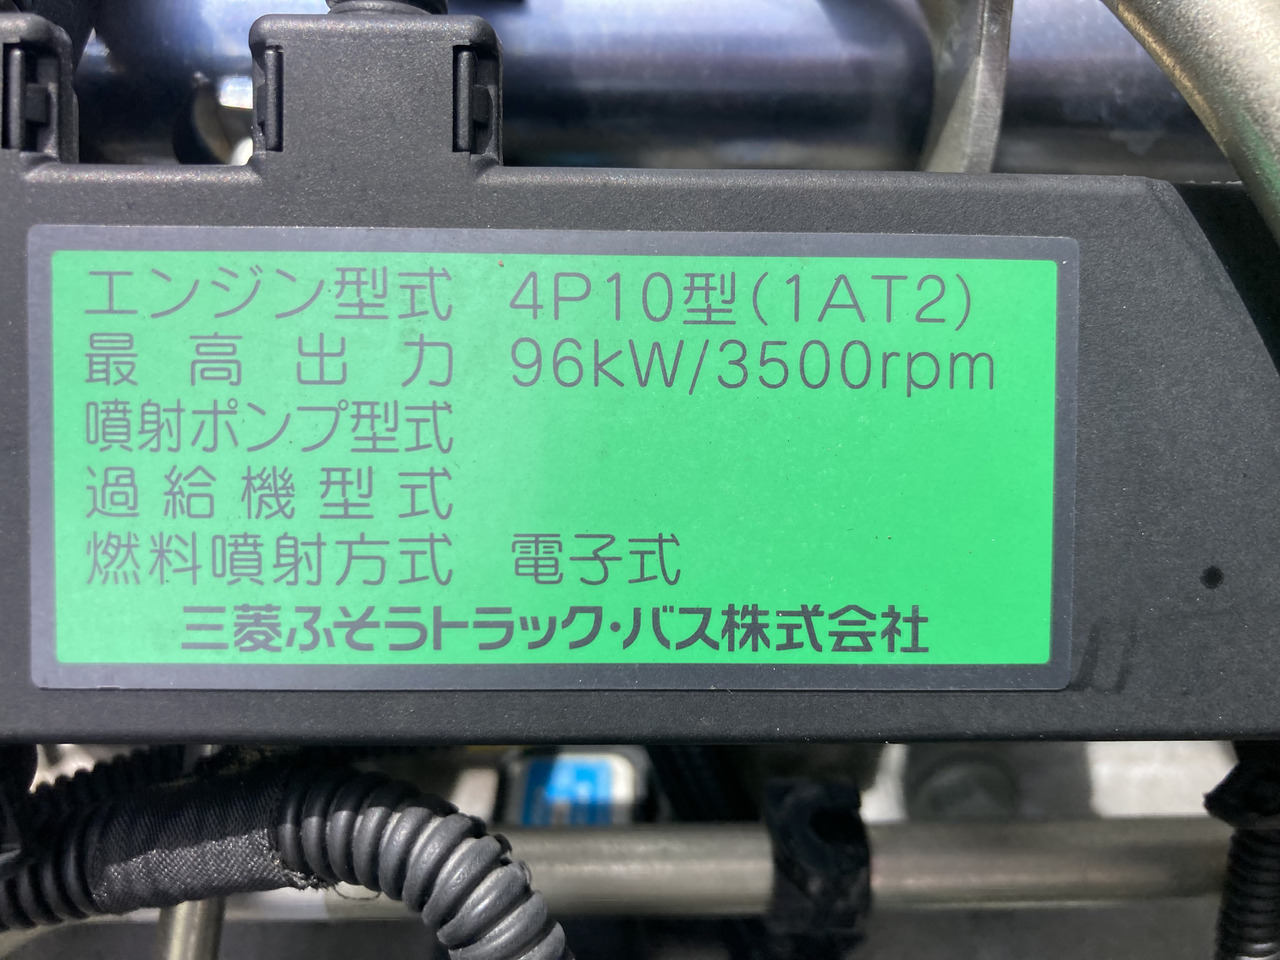 エンジン型式 4P10型(1AT2)
最高出力 96kW/3500rpm
噴射ポンプ型式
過給機型式
燃料噴射方式 電子式
三菱ふそうトラック・バス株式会社